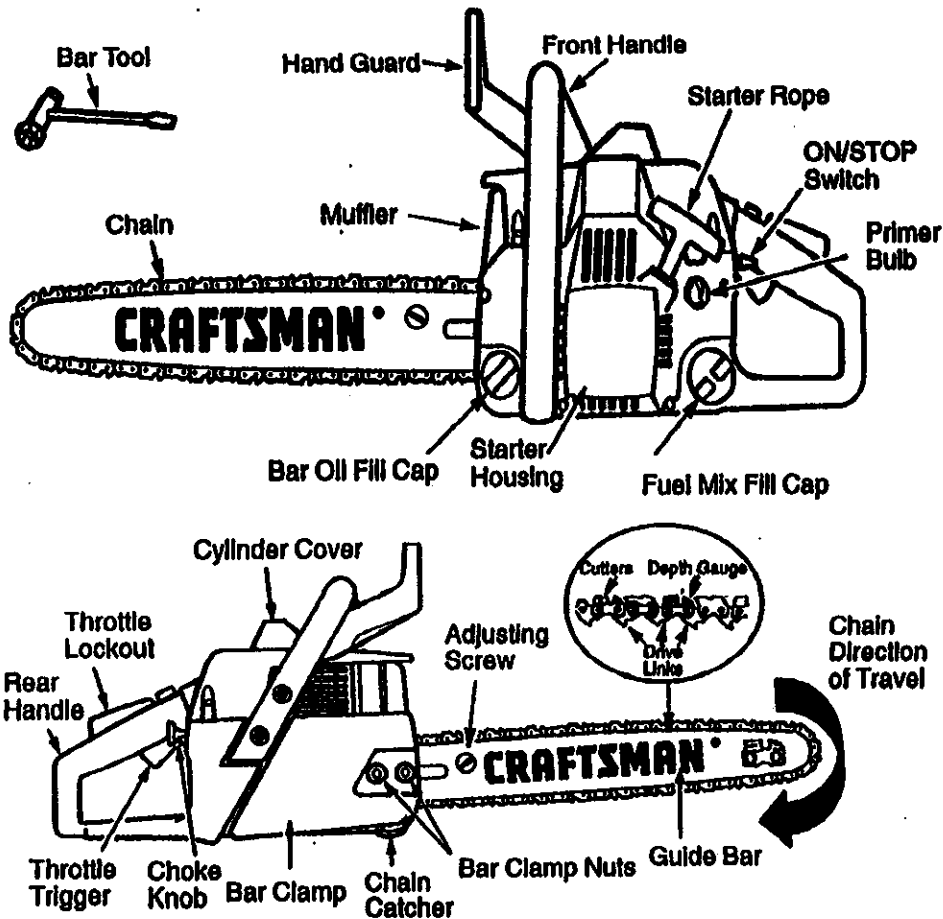 Bar Tool
Hand Guard
Front Handle
Starter Rope
ON/STOP
Switch
Primer
Bulb
Muffler
Chain
CRAFTSMAN®
Bar Oil Fill Cap
Starter
Housing
Fuel Mix Fill Cap
Cylinder Cover
Cutters
Depth Gauge
Drive
Links
Throttle
Lockout
Rear
Handle
Adjusting
Screw
Chain
Direction
of Travel
CRAFTSMAN®
Throttle
Trigger
Choke
Knob
Bar Clamp
Chain
Catcher
Bar Clamp Nuts
Guide Bar